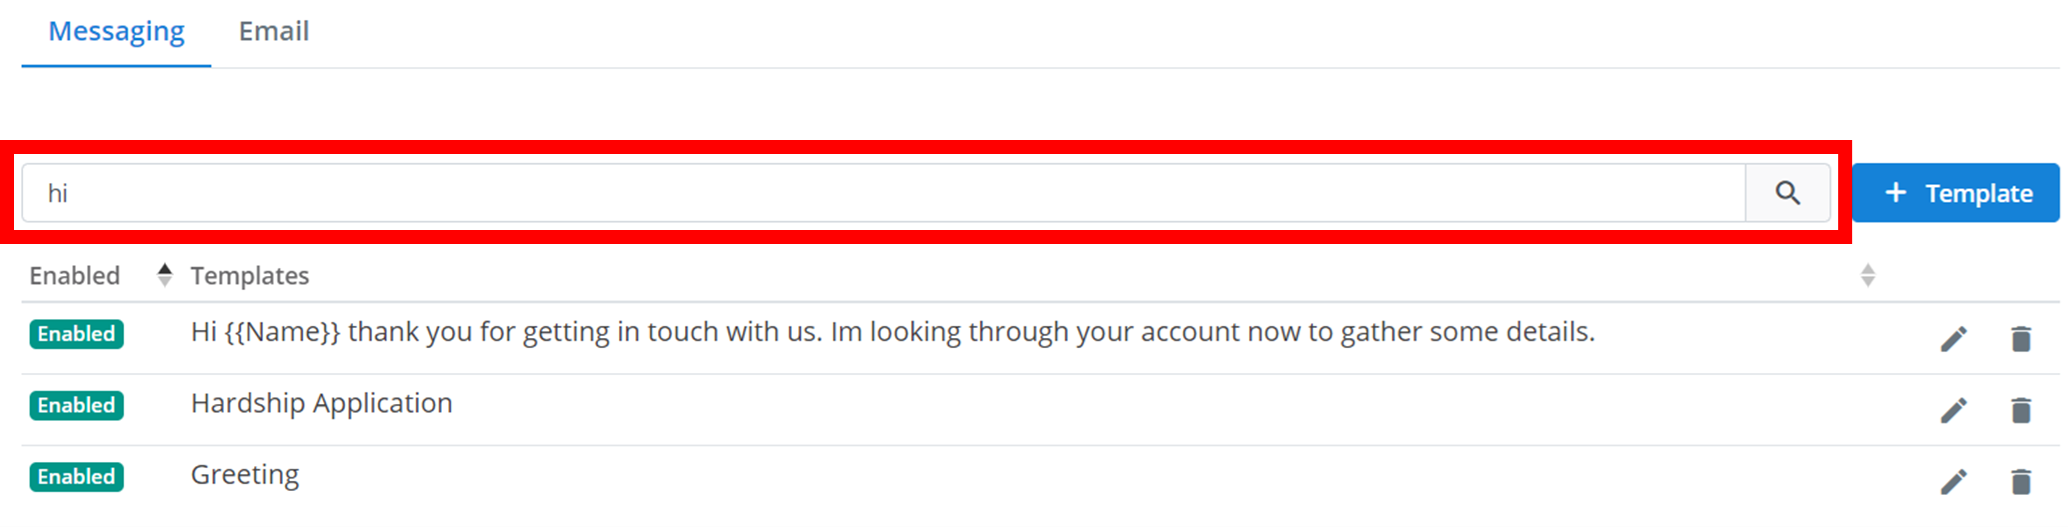 Messaging Email
hi
+ Template
Enabled Templates
Enabled Hi {{Name}} thank you for getting in touch with us. Im looking through your account now to gather some details.
Enabled Hardship Application
Enabled Greeting